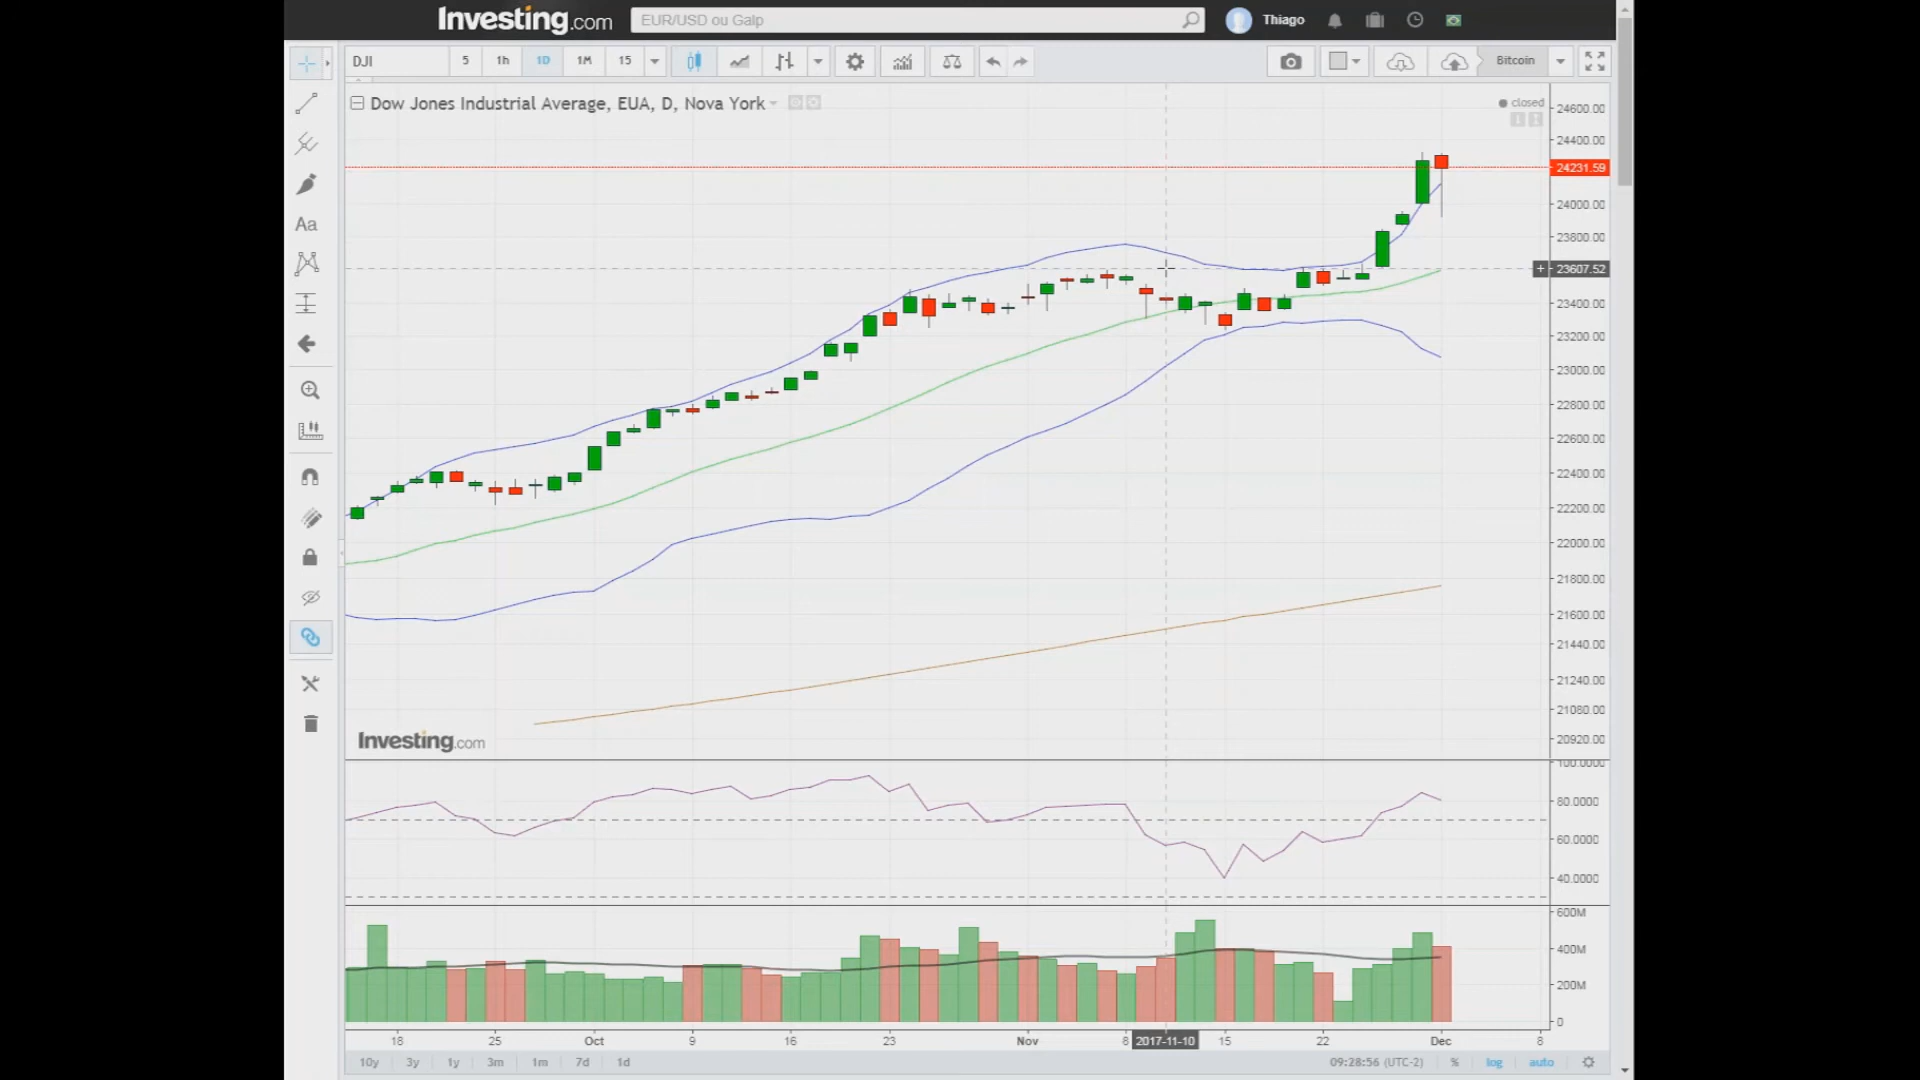 Investing.com
EUR/USD ou Galp
Thiago
DJI
5
1h
1D
1M
15
Bitcoin
Aa
Dow Jones Industrial Average, EUA, D, Nova York
closed
24600.00
24400.00
24231.59
24000.00
23800.00
+ 23607.52
23400.00
23200.00
23000.00
22800.00
22600.00
22400.00
22200.00
22000.00
21800.00
21600.00
21440.00
21240.00
21080.00
20920.00
Investing.com
100.0000
80.0000
60.0000
40.0000
600M
400M
200M
0
18
25
Oct
9
16
23
Nov
8
2017-11-10
15
22
Dec
8
10y
3y
1y
3m
1m
7d
1d
09:28:56 (UTC-2)
%
log
auto